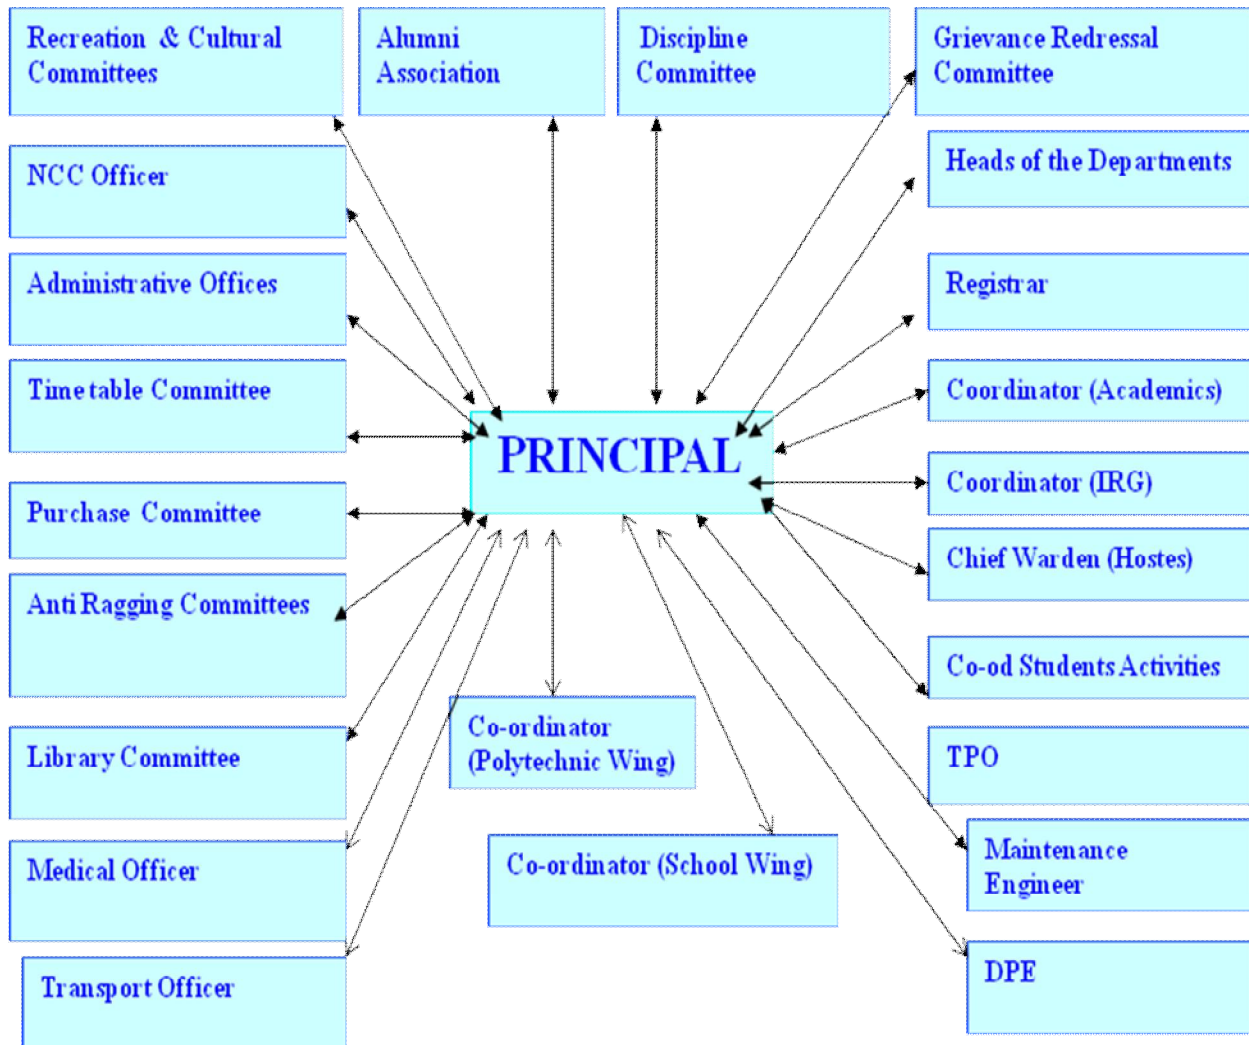 Recreation & Cultural
Committees
Alumni
Association
Discipline
Committee
Grievance Redressal
Committee
NCC Officer
Heads of the Departments
Administrative Offices
Registrar
Time table Committee
Coordinator (Academics)
PRINCIPAL
Purchase Committee
Coordinator (IRG)
Chief Warden (Hostes)
Anti Ragging Committees
Co-od Students Activities
Co-ordinator
(Polytechnic Wing)
Library Committee
TPO
Medical Officer
Co-ordinator (School Wing)
Maintenance
Engineer
Transport Officer
DPE